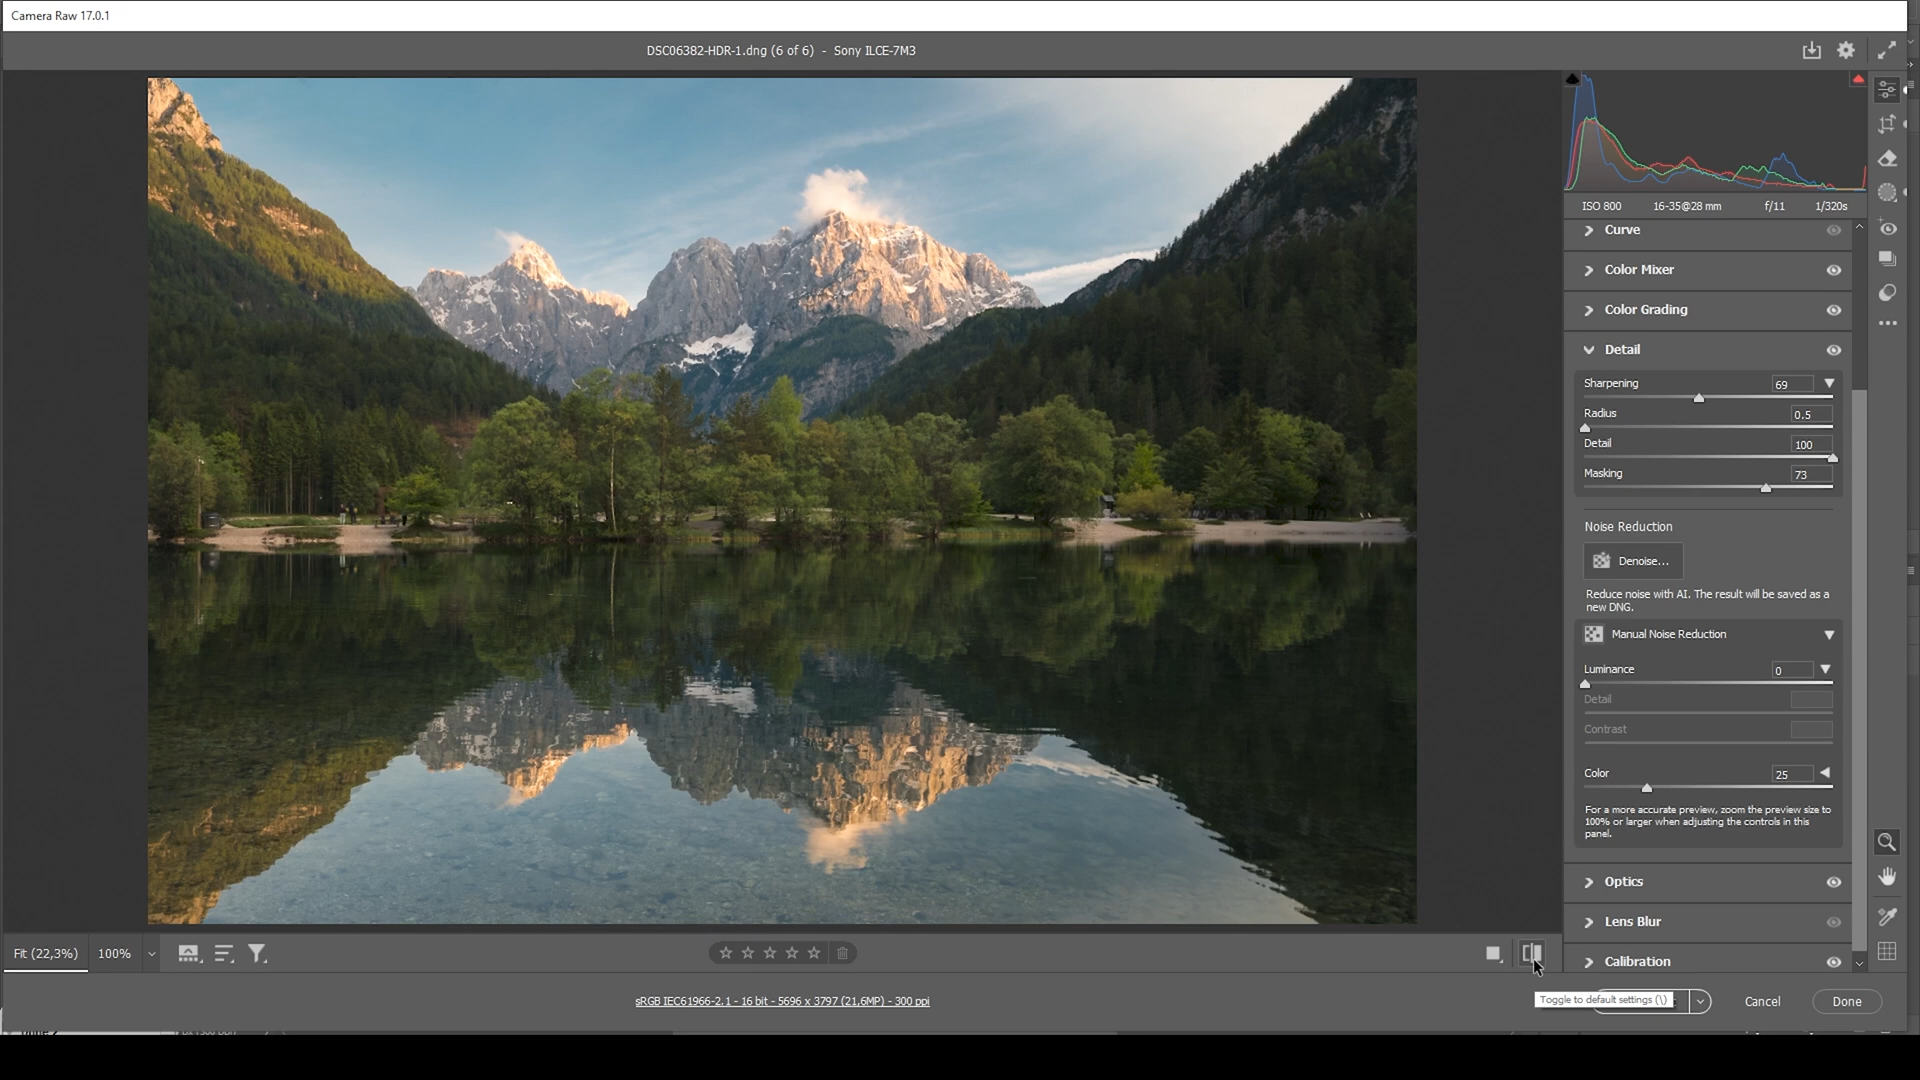 Camera Raw 17.0.1
DSC06382-HDR-1.dng (6 of 6) - Sony ILCE-7M3
ISO 800 16-35@28 mm f/11 1/320s
Curve
Color Mixer
Color Grading
Detail
Sharpening 69
Radius 0.5
Detail 100
Masking 73
Noise Reduction
Denoise...
Reduce noise with AI. The result will be saved as a
new DNG.
Manual Noise Reduction
Luminance 0
Detail
Contrast
Color 25
For a more accurate preview, zoom the preview size to
100% or larger when adjusting the controls in this
panel.
Optics
Lens Blur
Calibration
Fit (22,3%) 100%
sRGB IEC61966-2.1 - 16 bit - 5696 x 3797 (21,6MP) - 300 ppi
Toggle to default settings (\)
Cancel
Done